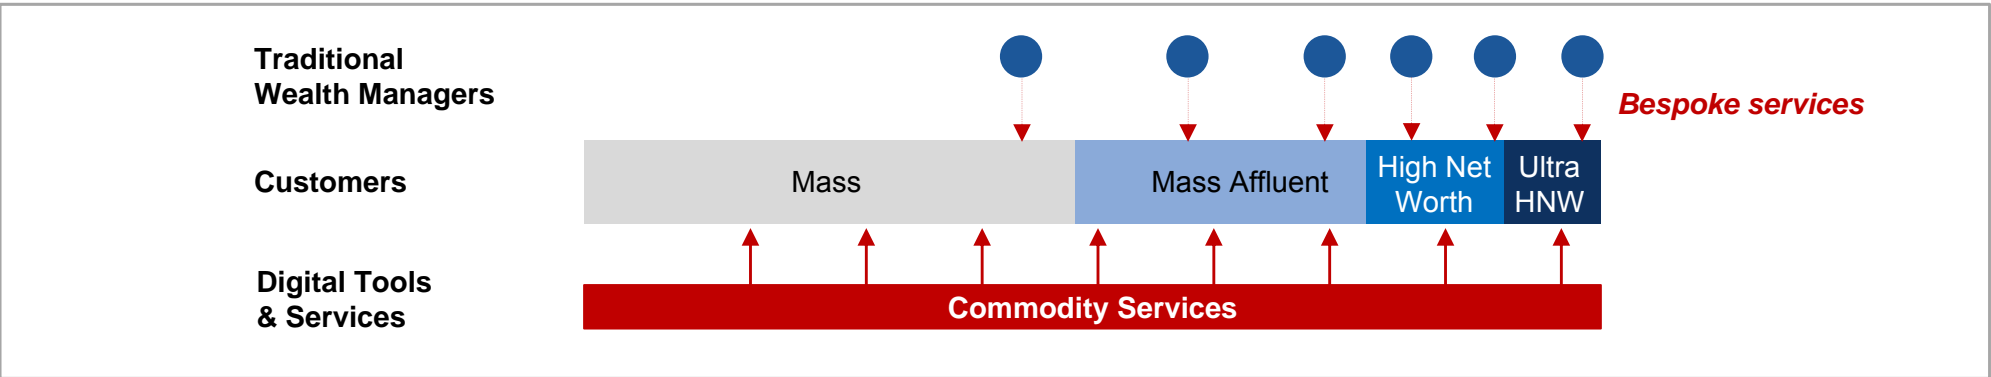 Traditional
Wealth Managers
Bespoke services
Customers
Mass
Mass Affluent
High Net
Worth
Ultra
HNW
Digital Tools
& Services
Commodity Services